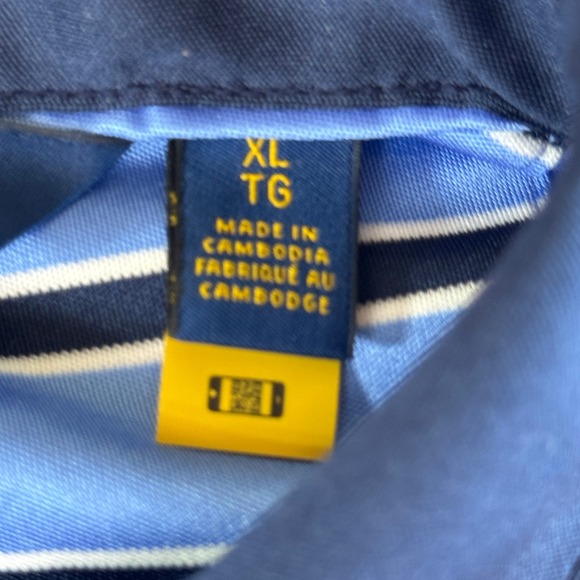 XL
TG
MADE IN
CAMBODIA
FABRIQUÉ AU
CAMBODGE